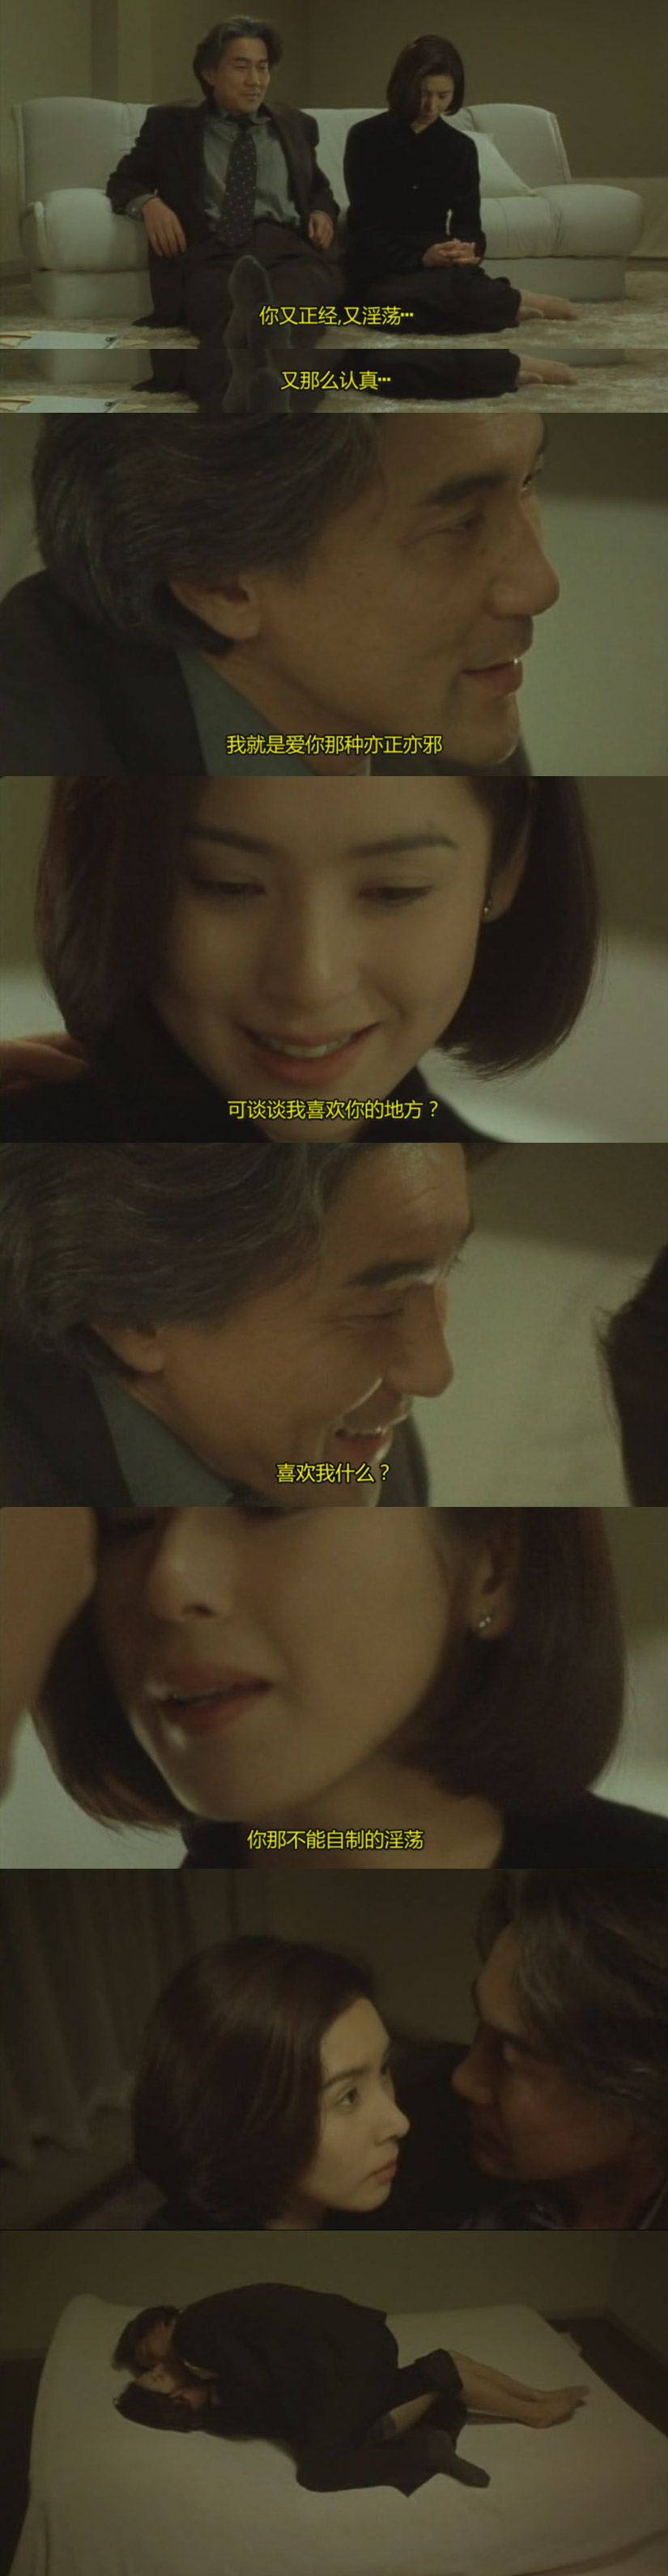 你又正经,又淫荡…
又那么认真…
我就是爱你那种亦正亦邪
可谈谈我喜欢你的地方？
喜欢我什么？
你那不能自制的淫荡